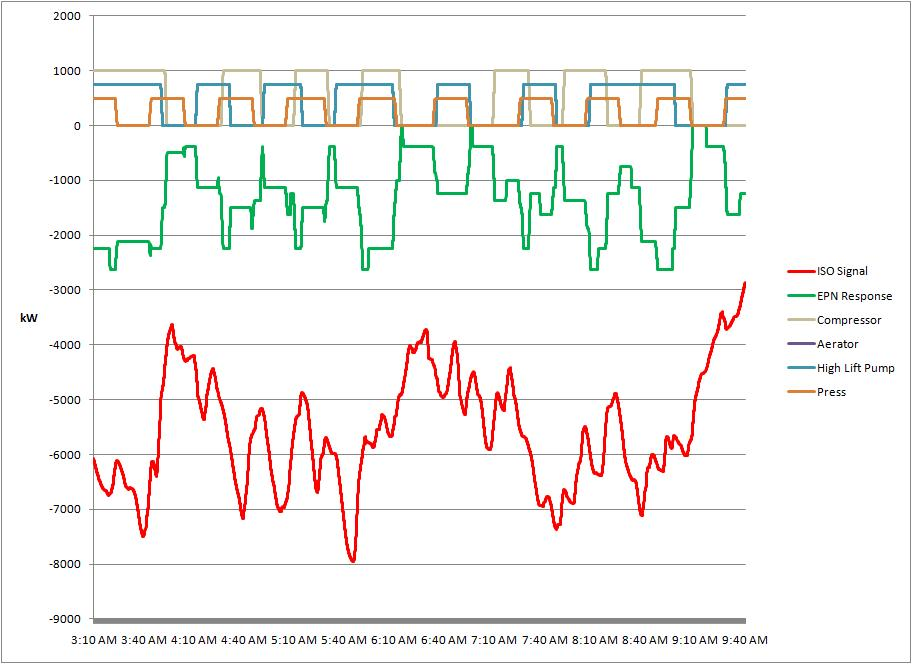 2000
1000
0
-1000
-2000
-3000
kW
-4000
-5000
-6000
-7000
-8000
-9000
3:10 AM 3:40 AM 4:10 AM 4:40 AM 5:10 AM 5:40 AM 6:10 AM 6:40 AM 7:10 AM 7:40 AM 8:10 AM 8:40 AM 9:10 AM 9:40 AM
ISO Signal
EPN Response
Compressor
Aerator
High Lift Pump
Press